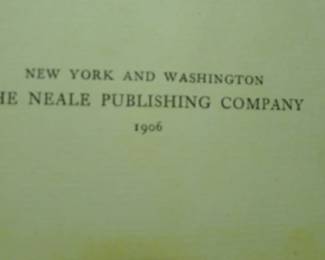 NEW YORK AND WASHINGTON
HE NEALE PUBLISHING COMPANY
1906